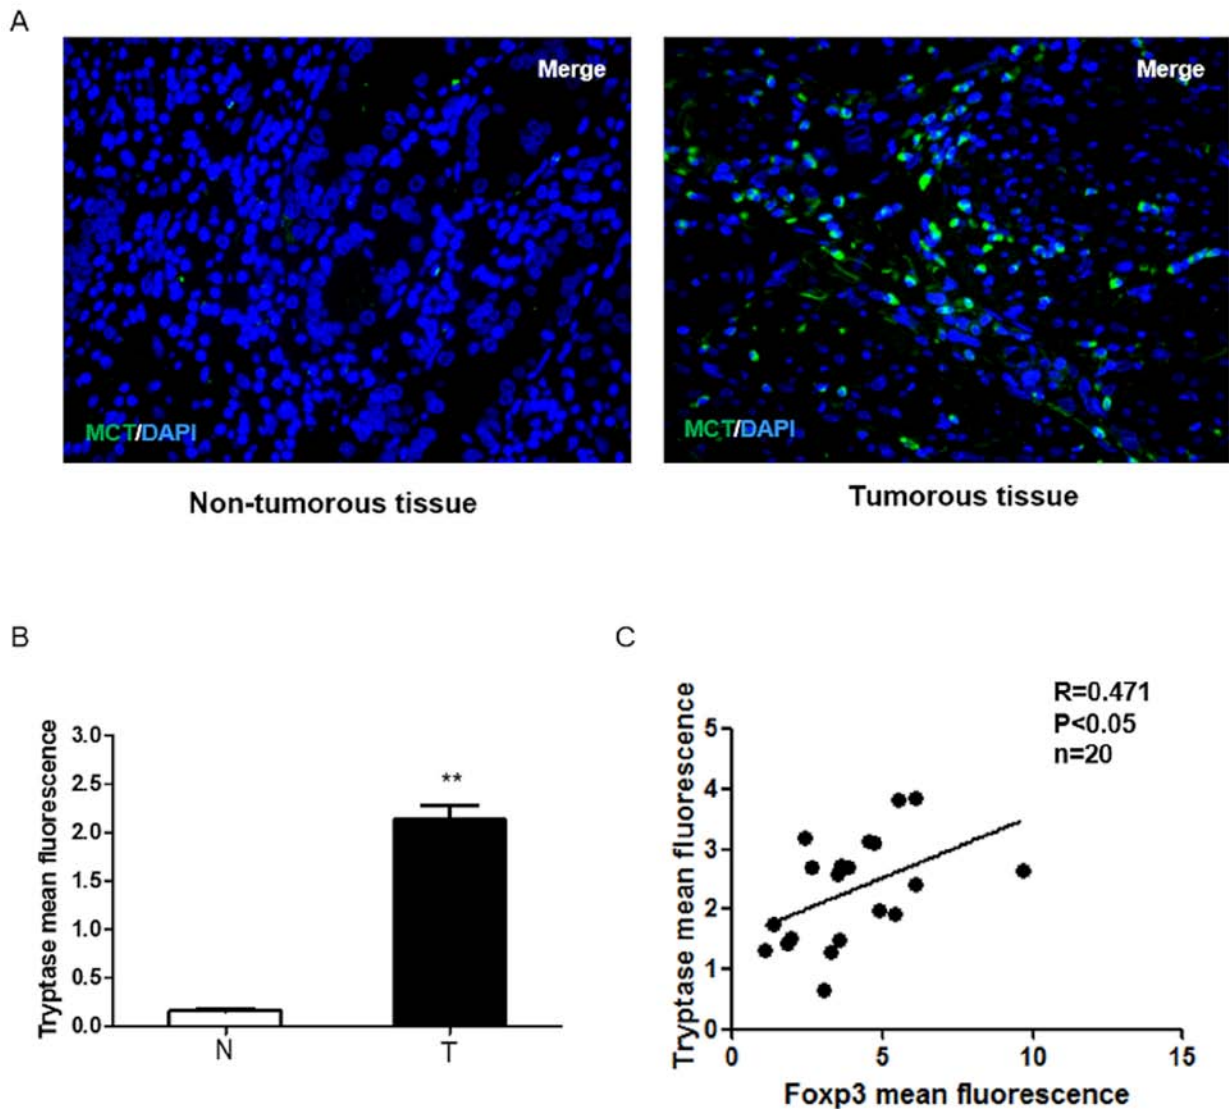 A
Merge
MCT/DAPI
Non-tumorous tissue
Merge
MCT/DAPI
Tumorous tissue
B
Tryptase mean fluorescence
3.0
2.5
2.0
1.5
1.0
0.5
0.0
**
N
T
C
R=0.471
P<0.05
n=20
Tryptase mean fluorescence
5
4
3
2
1
0
0
5
10
15
Foxp3 mean fluorescence